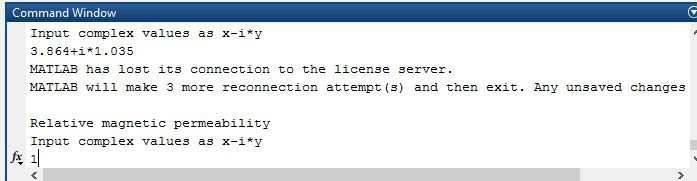 Command Window
Input complex values as x-i*y
3.864+i*1.035
MATLAB has lost its connection to the license server.
MATLAB will make 3 more reconnection attempt(s) and then exit. Any unsaved changes
Relative magnetic permeability
Input complex values as x-i*y
fx 1